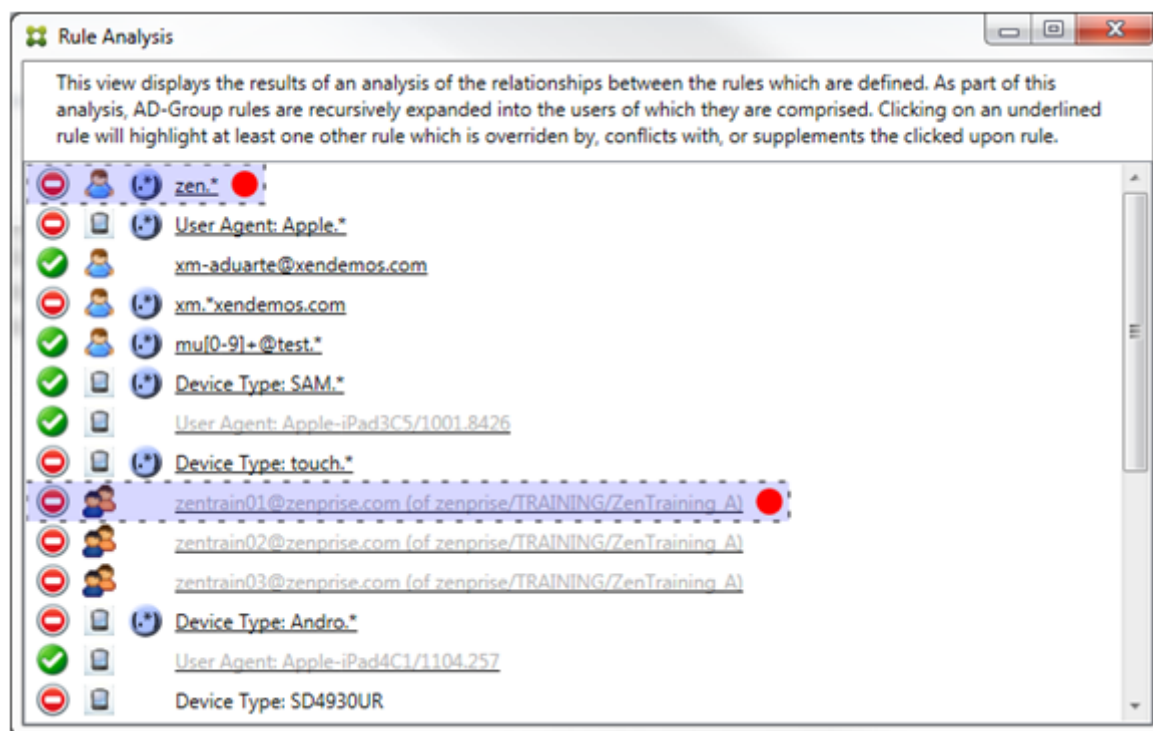 Rule Analysis
This view displays the results of an analysis of the relationships between the rules which are defined. As part of this
analysis, AD-Group rules are recursively expanded into the users of which they are comprised. Clicking on an underlined
rule will highlight at least one other rule which is overriden by, conflicts with, or supplements the clicked upon rule.
(.*) zen.*
(.*) User Agent: Apple.*
xm-aduarte@xendemos.com
(.*) xm.*xendemos.com
(.*) mu[0-9]+@test.*
(.*) Device Type: SAM.*
User Agent: Apple-iPad3C5/1001.8426
(.*) Device Type: touch.*
zentrain01@zenprise.com (of zenprise/TRAINING/ZenTraining_A)
zentrain02@zenprise.com (of zenprise/TRAINING/ZenTraining_A)
zentrain03@zenprise.com (of zenprise/TRAINING/ZenTraining_A)
(.*) Device Type: Andro.*
User Agent: Apple-iPad4C1/1104.257
Device Type: SD4930UR